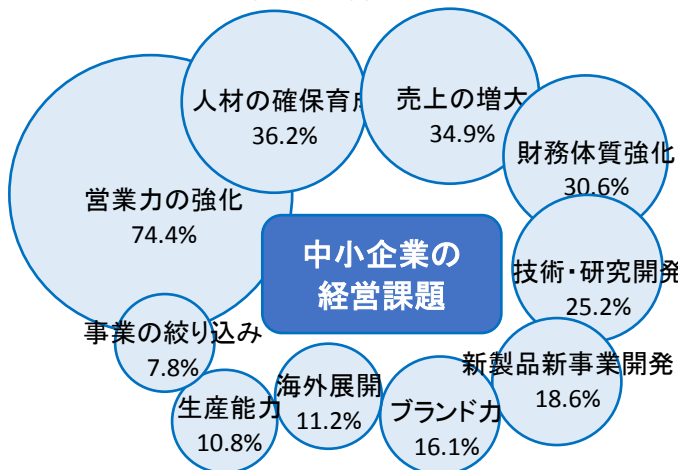 人材の確保育成
36.2%
売上の増大
34.9%
財務体質強化
30.6%
営業力の強化
74.4%
中小企業の
経営課題
技術・研究開発
25.2%
事業の絞り込み
7.8%
新製品新事業開発
18.6%
海外展開
11.2%
生産能力
10.8%
ブランド力
16.1%